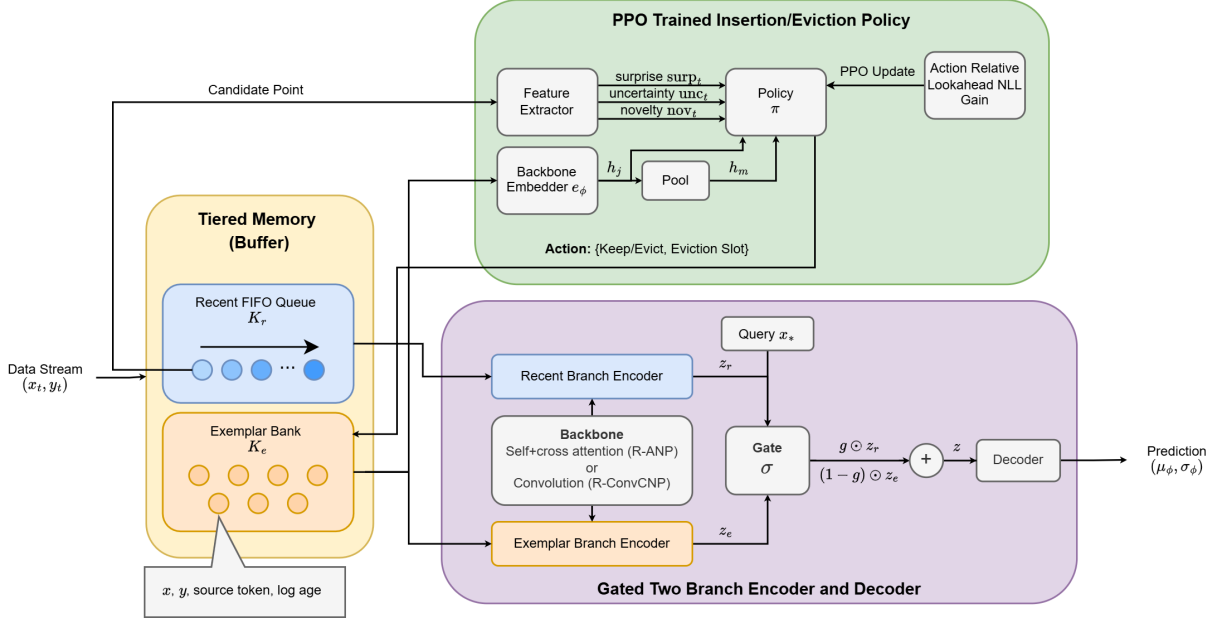 PPO Trained Insertion/Eviction Policy
Candidate Point
Feature
Extractor
surprise surp_t
uncertainty unc_t
novelty nov_t
Policy
π
PPO Update
Action Relative
Lookahead NLL
Gain
Backbone
Embedder e_ϕ
h_j
Pool
h_m
Action: {Keep/Evict, Eviction Slot}
Tiered Memory
(Buffer)
Recent FIFO Queue
K_r
...
Data Stream
(x_t, y_t)
Exemplar Bank
K_e
x, y, source token, log age
Query x_*
Recent Branch Encoder
z_r
Backbone
Self+cross attention (R-ANP)
or
Convolution (R-ConvCNP)
Gate
σ
g ⊙ z_r
(1 − g) ⊙ z_e
+
z
Decoder
Prediction
(μ_ϕ, σ_ϕ)
Exemplar Branch Encoder
z_e
Gated Two Branch Encoder and Decoder